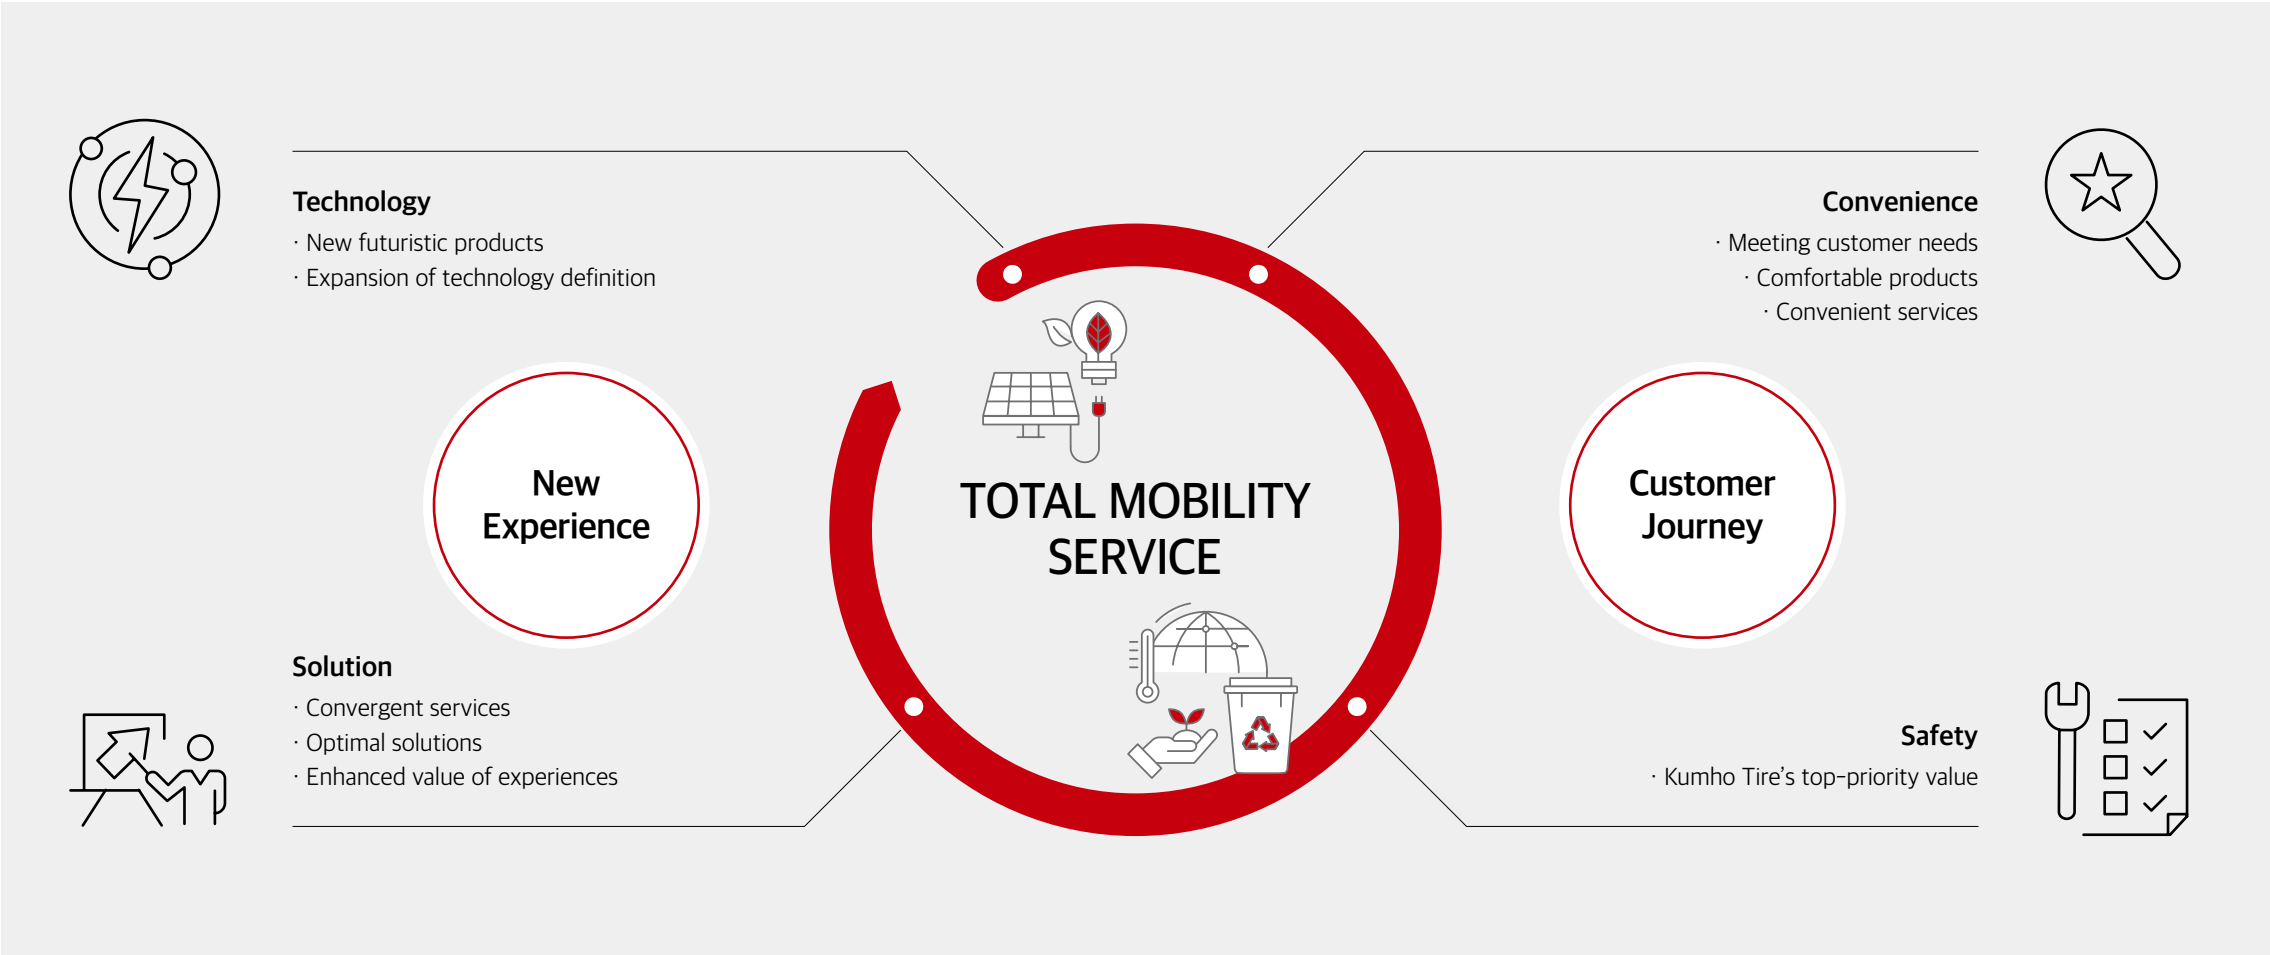 Technology
· New futuristic products
· Expansion of technology definition
New
Experience
Solution
· Convergent services
· Optimal solutions
· Enhanced value of experiences
TOTAL MOBILITY
SERVICE
Convenience
· Meeting customer needs
· Comfortable products
· Convenient services
Customer
Journey
Safety
· Kumho Tire’s top-priority value